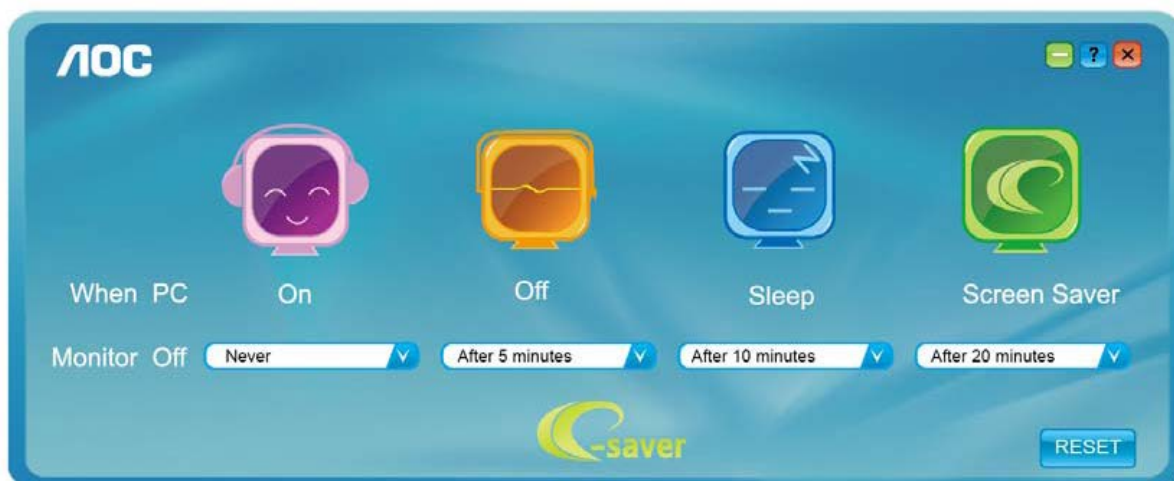 AOC
?
When PC On Off Sleep Screen Saver
Monitor Off Never After 5 minutes After 10 minutes After 20 minutes
e-saver
RESET